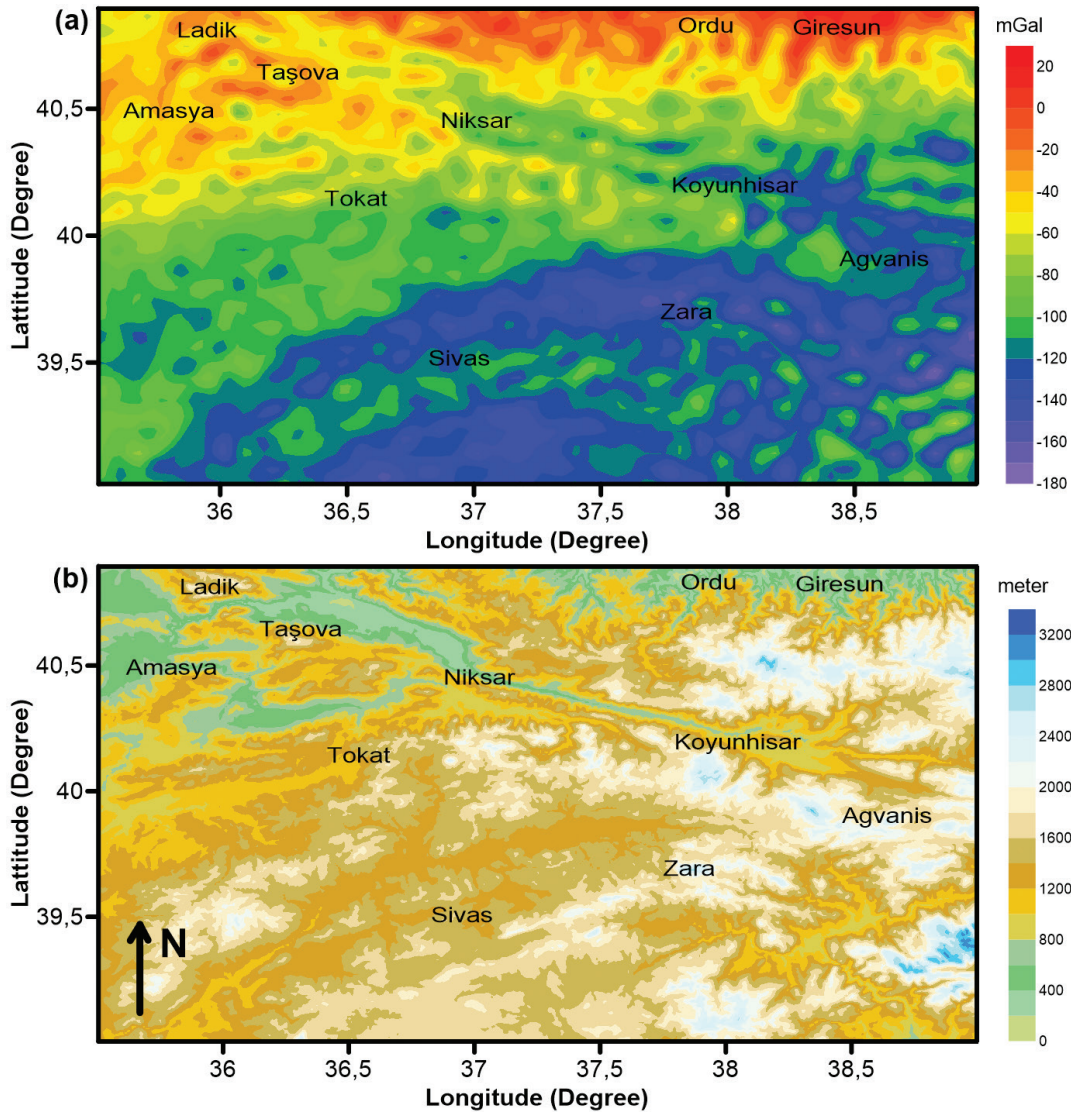 (a)
Ladik
Ordu
Giresun
mGal
Taşova
Amasya
Niksar
Koyunhisar
Tokat
Agvanis
Zara
Sivas
40.5
40
39.5
Lattitude (Degree)
36
36,5
37
37,5
38
38,5
Longitude (Degree)
20
0
-20
-40
-60
-80
-100
-120
-140
-160
-180
(b)
Ladik
Ordu
Giresun
meter
Taşova
Amasya
Niksar
Koyunhisar
Tokat
Agvanis
Zara
Sivas
N
40.5
40
39.5
Lattitude (Degree)
36
36,5
37
37,5
38
38,5
Longitude (Degree)
3200
2800
2400
2000
1600
1200
800
400
0